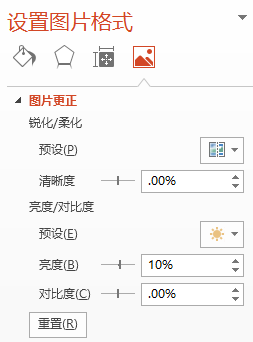 设置图片格式
图片更正
锐化/柔化
预设(P)
清晰度 .00%
亮度/对比度
预设(E)
亮度(B) 10%
对比度(C) .00%
重置(R)